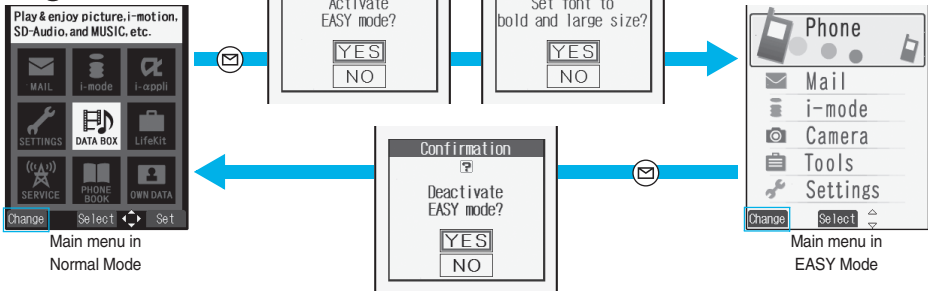 Play & enjoy picture, i-motion,
SD-Audio, and MUSIC, etc.
MAIL
i-mode
i-αppli
SETTINGS
DATA BOX
LifeKit
SERVICE
PHONE
BOOK
OWN DATA
Change Select Set
Main menu in
Normal Mode
Activate
EASY mode?
YES
NO
Set font to
bold and large size?
YES
NO
Phone
Mail
i-mode
Camera
Tools
Settings
Change Select
Main menu in
EASY Mode
Confirmation
?
Deactivate
EASY mode?
YES
NO